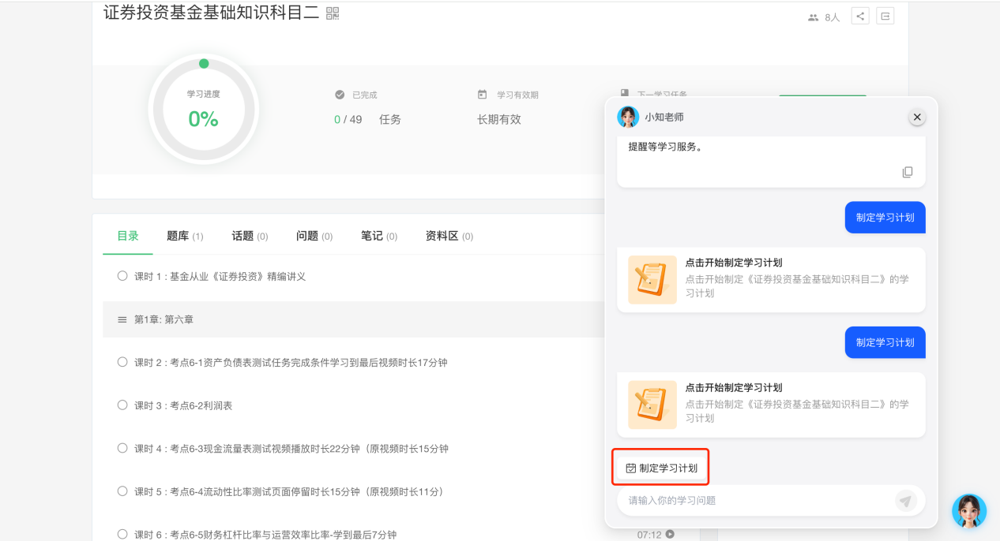 证券投资基金基础知识科目二
8人
学习进度
0%
已完成
0 / 49 任务
学习有效期
长期有效
下一学习任务
目录
题库 (1)
话题 (0)
问题 (0)
笔记 (0)
资料区 (0)
课时 1 : 基金从业《证券投资》精编讲义
第1章: 第六章
课时 2 : 考点6-1资产负债表测试任务完成条件学习到最后视频时长17分钟
课时 3 : 考点6-2利润表
课时 4 : 考点6-3现金流量表测试视频播放时长22分钟（原视频时长15分钟
课时 5 : 考点6-4流动性比率测试页面停留时长15分钟（原视频时长11分）
课时 6 : 考点6-5财务杠杆比率与运营效率比率-学到最后7分钟
07:12
小知老师
提醒等学习服务。
制定学习计划
点击开始制定学习计划
点击开始制定《证券投资基金基础知识科目二》的学
习计划
制定学习计划
点击开始制定学习计划
点击开始制定《证券投资基金基础知识科目二》的学
习计划
制定学习计划
请输入你的学习问题